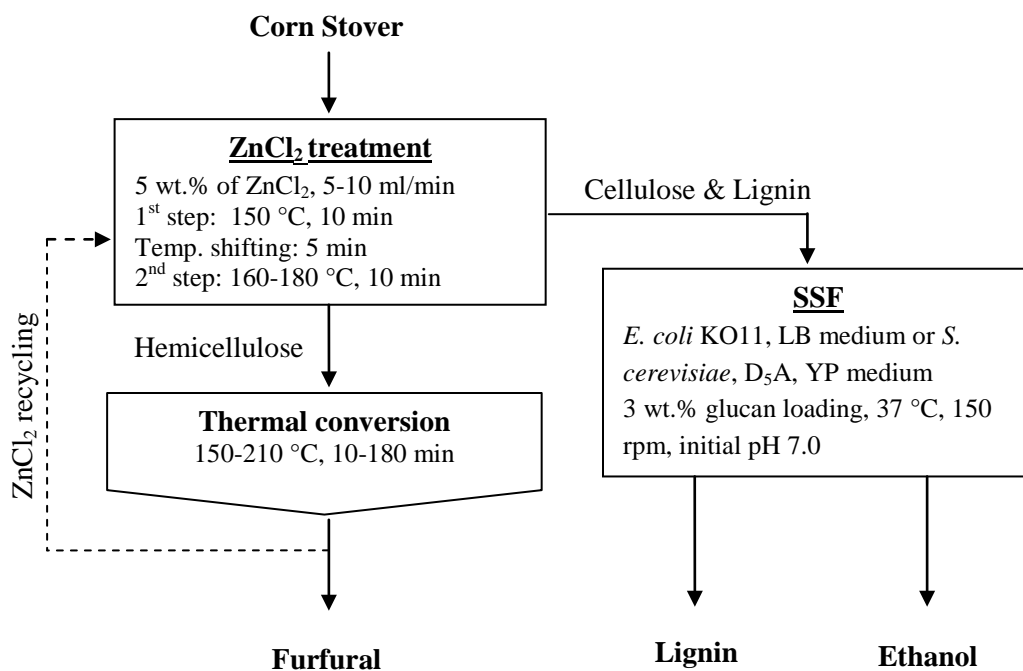 Corn Stover
ZnCl₂ treatment
5 wt.% of ZnCl₂, 5-10 ml/min
1ˢᵗ step: 150 °C, 10 min
Temp. shifting: 5 min
2ⁿᵈ step: 160-180 °C, 10 min
Cellulose & Lignin
ZnCl₂ recycling
Hemicellulose
SSF
E. coli KO11, LB medium or S.
cerevisiae, D₅A, YP medium
3 wt.% glucan loading, 37 °C, 150
rpm, initial pH 7.0
Thermal conversion
150-210 °C, 10-180 min
Furfural
Lignin
Ethanol